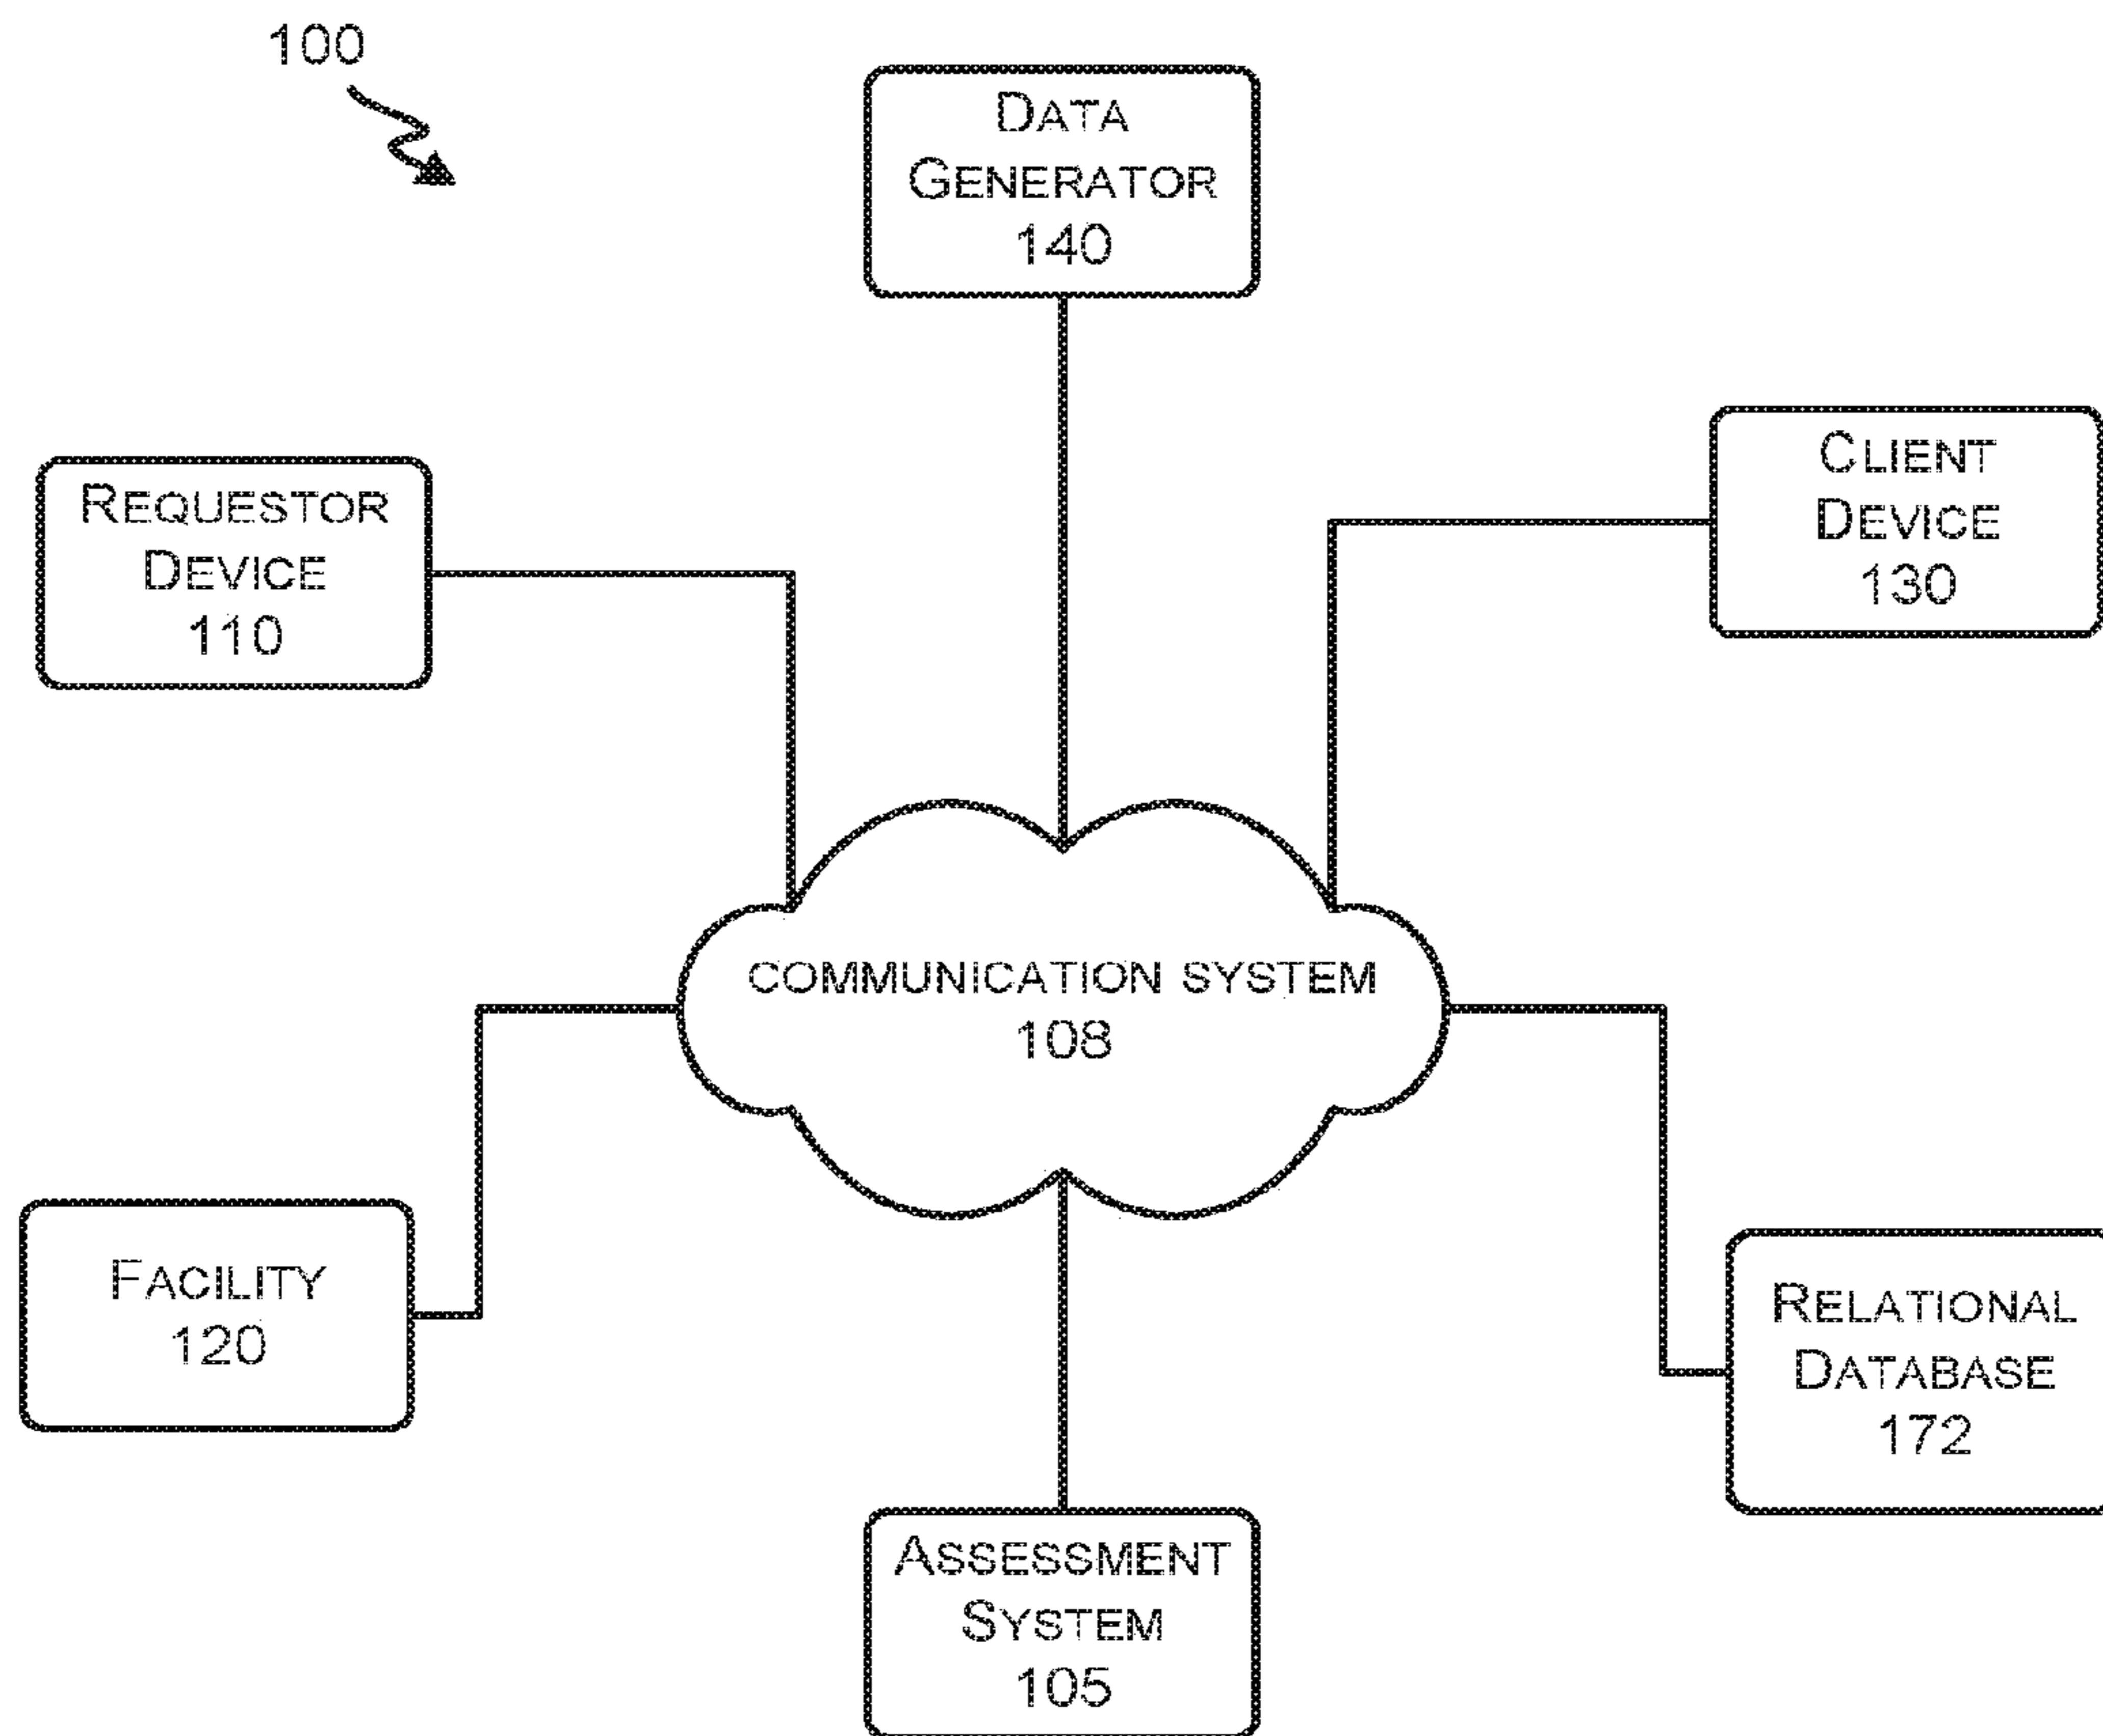 100
DATA
GENERATOR
140
CLIENT
DEVICE
130
REQUESTOR
DEVICE
110
COMMUNICATION SYSTEM
108
FACILITY
120
RELATIONAL
DATABASE
172
ASSESSMENT
SYSTEM
105